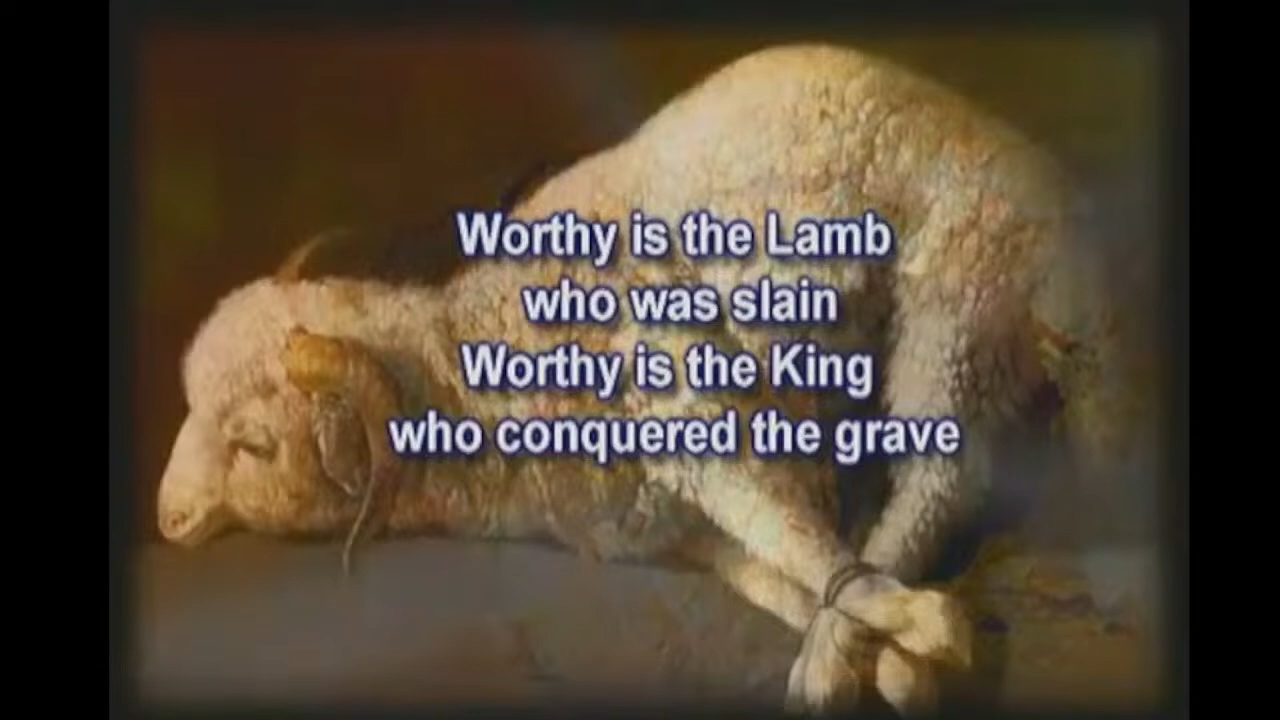 Worthy is the Lamb
who was slain
Worthy is the King
who conquered the grave